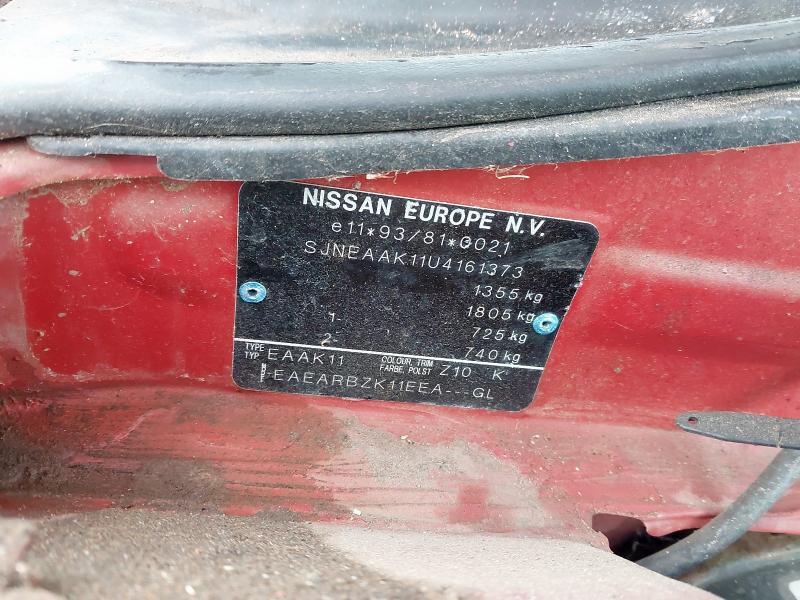 NISSAN EUROPE N.V.
e11*93/81*0021
SJNEAAK11U4161373
1355 kg
1805 kg
1- 725 kg
2- 740 kg
TYPE TYP EAAK11 COLOUR, TRIM FARBE, POLST Z10 K
EAEARBZK11EEA---GL